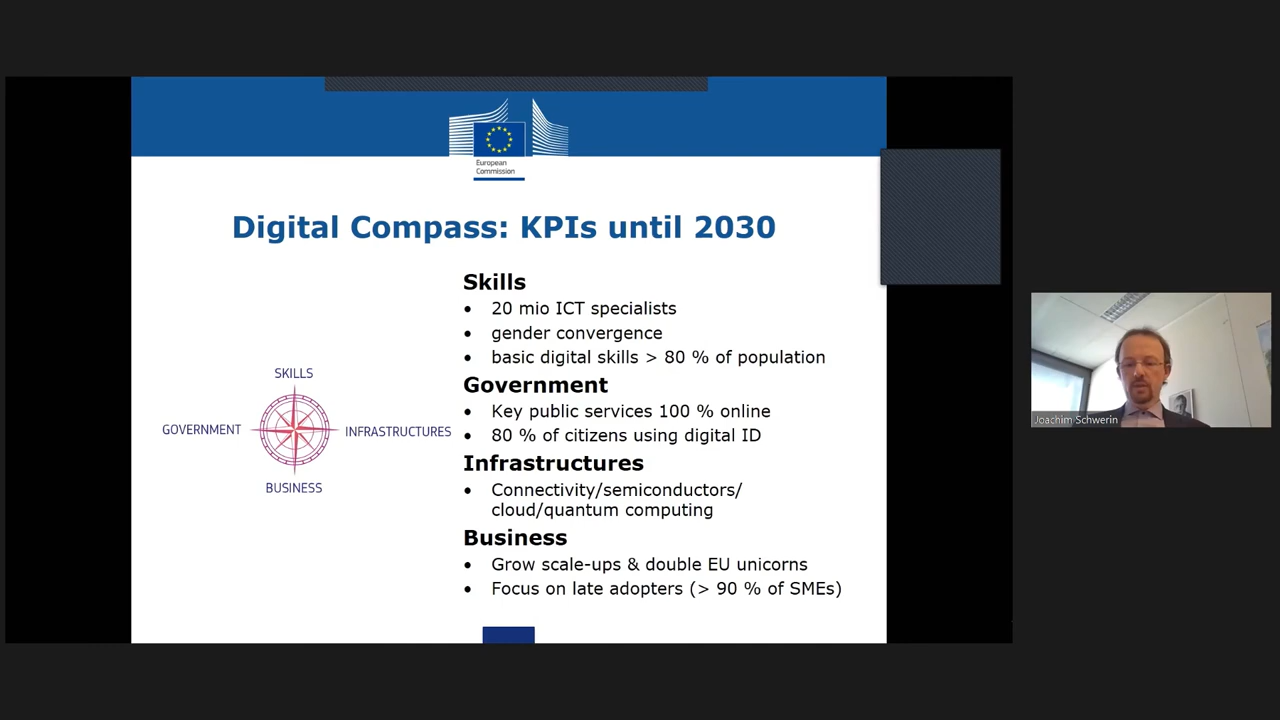 European
Commission
Digital Compass: KPIs until 2030
SKILLS
GOVERNMENT
INFRASTRUCTURES
BUSINESS
Skills
• 20 mio ICT specialists
• gender convergence
• basic digital skills > 80 % of population
Government
• Key public services 100 % online
• 80 % of citizens using digital ID
Infrastructures
• Connectivity/semiconductors/
cloud/quantum computing
Business
• Grow scale-ups & double EU unicorns
• Focus on late adopters (> 90 % of SMEs)
Joachim Schwerin